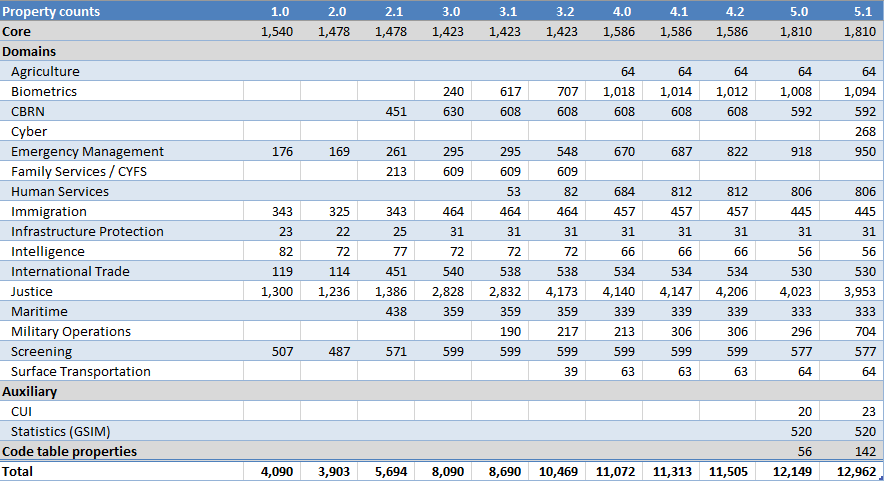 Property counts 1.0 2.0 2.1 3.0 3.1 3.2 4.0 4.1 4.2 5.0 5.1
Core 1,540 1,478 1,478 1,423 1,423 1,423 1,586 1,586 1,586 1,810 1,810
Domains
Agriculture 64 64 64 64 64
Biometrics 240 617 707 1,018 1,014 1,012 1,008 1,094
CBRN 451 630 608 608 608 608 608 592 592
Cyber 268
Emergency Management 176 169 261 295 295 548 670 687 822 918 950
Family Services / CYFS 213 609 609 609
Human Services 53 82 684 812 812 806 806
Immigration 343 325 343 464 464 464 457 457 457 445 445
Infrastructure Protection 23 22 25 31 31 31 31 31 31 31 31
Intelligence 82 72 77 72 72 72 66 66 66 56 56
International Trade 119 114 451 540 538 538 534 534 534 530 530
Justice 1,300 1,236 1,386 2,828 2,832 4,173 4,140 4,147 4,206 4,023 3,953
Maritime 438 359 359 359 339 339 339 333 333
Military Operations 190 217 213 306 306 296 704
Screening 507 487 571 599 599 599 599 599 599 577 577
Surface Transportation 39 63 63 63 64 64
Auxiliary
CUI 20 23
Statistics (GSIM) 520 520
Code table properties 56 142
Total 4,090 3,903 5,694 8,090 8,690 10,469 11,072 11,313 11,505 12,149 12,962